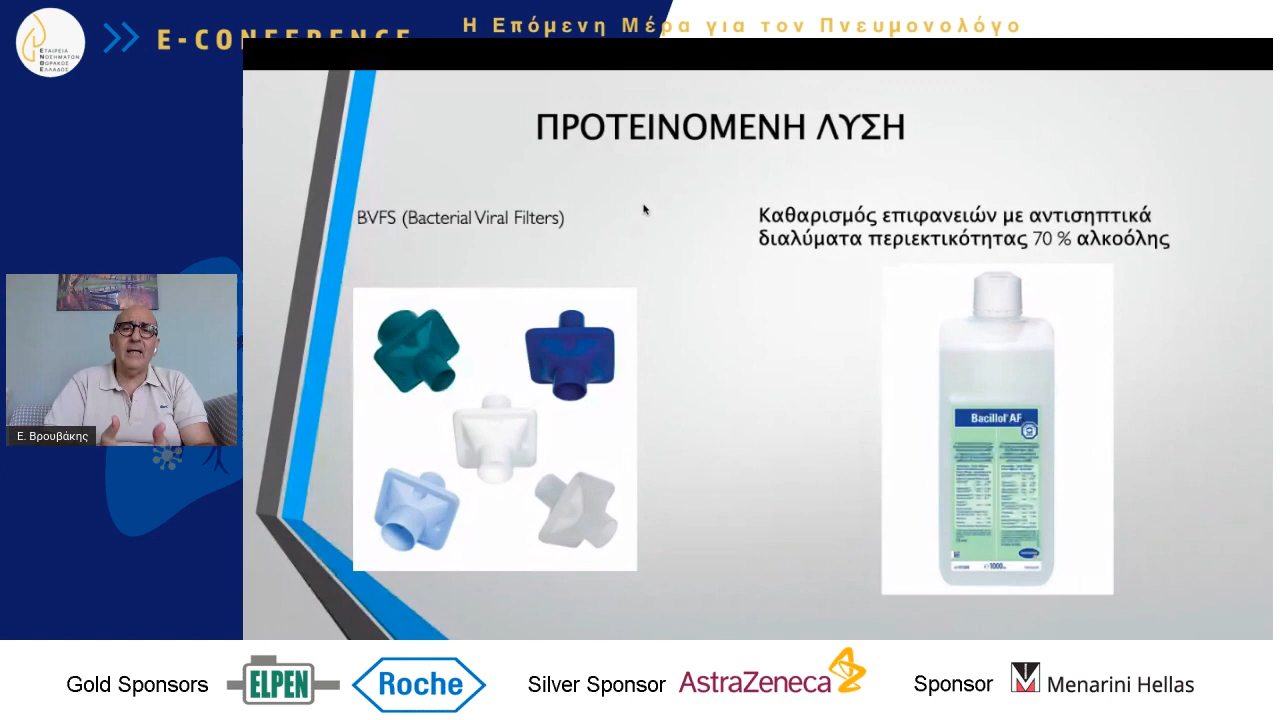 Η Επόμενη Μέρα για τον Πνευμονολόγο
E-CONFERENCE
ΕΤΑΙΡΕΙΑ
ΝΟΣΗΜΑΤΩΝ
ΘΩΡΑΚΟΣ
ΕΛΛΑΔΟΣ
ΠΡΟΤΕΙΝΟΜΕΝΗ ΛΥΣΗ
BVFS (Bacterial Viral Filters)
Καθαρισμός επιφανειών με αντισηπτικά
διαλύματα περιεκτικότητας 70 % αλκοόλης
Bacillol® AF
1000
Ε. Βρουβάκης
Gold Sponsors
ELPEN
Roche
Silver Sponsor
AstraZeneca
Sponsor
Menarini Hellas